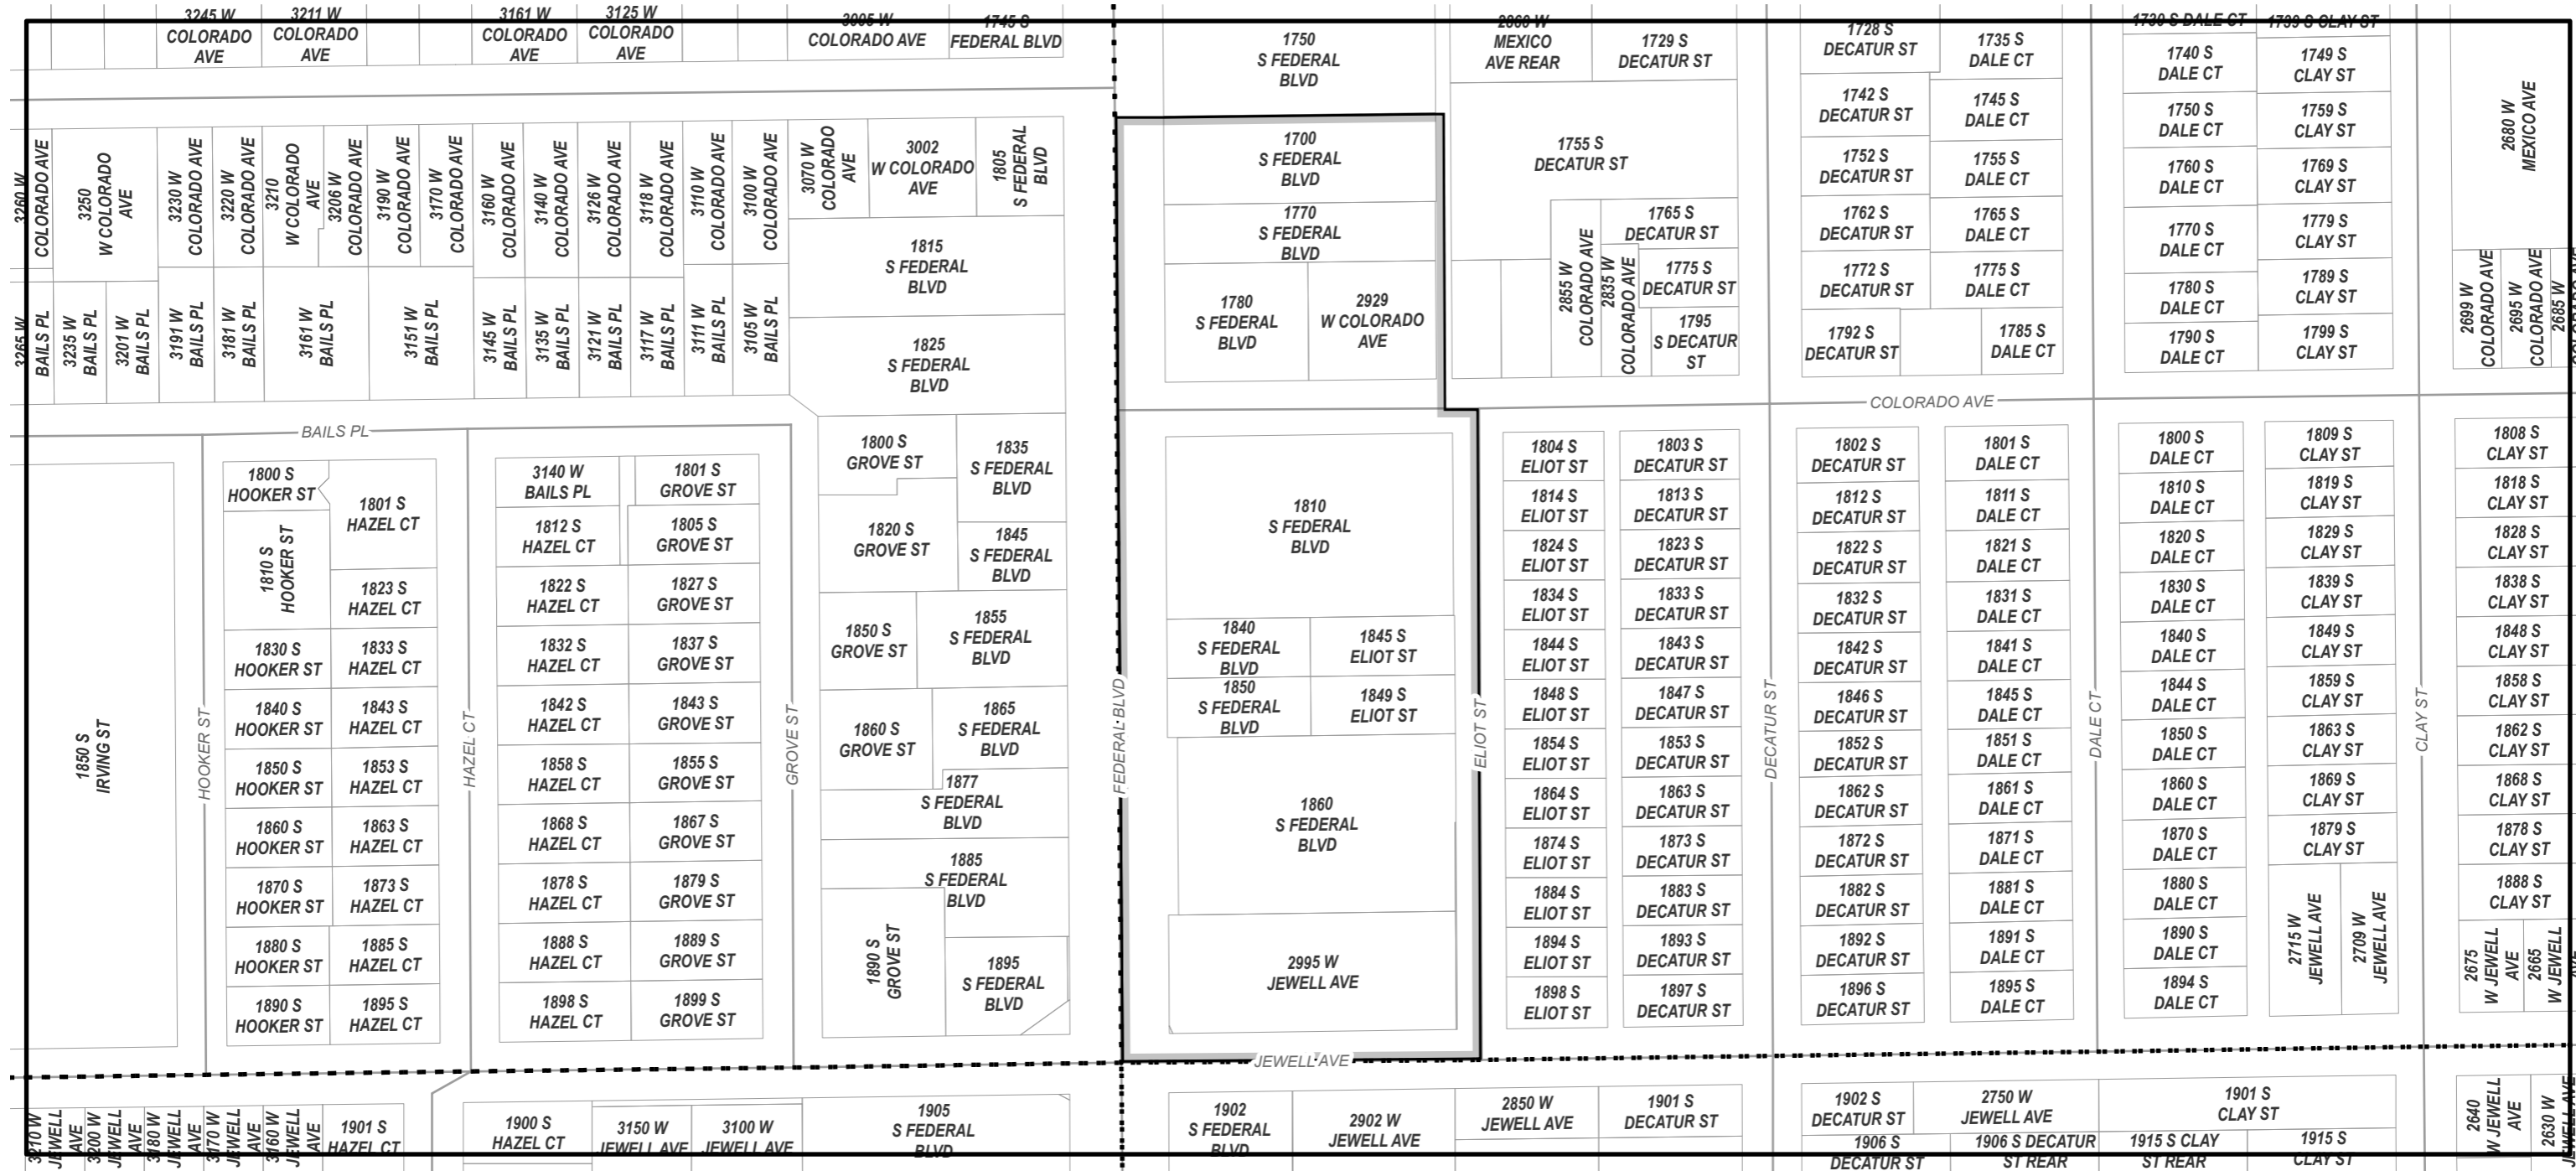 3245 W
COLORADO
AVE
3211 W
COLORADO
AVE
3161 W
COLORADO
AVE
3125 W
COLORADO
AVE
3095 W
COLORADO AVE
1745 S
FEDERAL BLVD
1750
S FEDERAL
BLVD
2860 W
MEXICO
AVE REAR
1729 S
DECATUR ST
1728 S
DECATUR ST
1735 S
DALE CT
1730 S DALE CT
1739 S CLAY ST
1740 S
DALE CT
1749 S
CLAY ST
2680 W
MEXICO AVE
3260 W
COLORADO AVE
3250
W COLORADO
AVE
3230 W
COLORADO AVE
3220 W
COLORADO AVE
3210
W COLORADO
AVE
3206 W
COLORADO AVE
3190 W
COLORADO AVE
3170 W
COLORADO AVE
3160 W
COLORADO AVE
3140 W
COLORADO AVE
3126 W
COLORADO AVE
3118 W
COLORADO AVE
3110 W
COLORADO AVE
3100 W
COLORADO AVE
3070 W
COLORADO
AVE
3002
W COLORADO
AVE
1805
S FEDERAL
BLVD
1815
S FEDERAL
BLVD
1825
S FEDERAL
BLVD
3265 W
BAILS PL
3235 W
BAILS PL
3201 W
BAILS PL
3191 W
BAILS PL
3181 W
BAILS PL
3161 W
BAILS PL
3151 W
BAILS PL
3145 W
BAILS PL
3135 W
BAILS PL
3121 W
BAILS PL
3117 W
BAILS PL
3111 W
BAILS PL
3105 W
BAILS PL
1700
S FEDERAL
BLVD
1770
S FEDERAL
BLVD
1780
S FEDERAL
BLVD
2929
W COLORADO
AVE
1755 S
DECATUR ST
2855 W
COLORADO AVE
2835 W
COLORADO AVE
1765 S
DECATUR ST
1775 S
DECATUR ST
1795
S DECATUR
ST
1742 S
DECATUR ST
1745 S
DALE CT
1752 S
DECATUR ST
1755 S
DALE CT
1762 S
DECATUR ST
1765 S
DALE CT
1772 S
DECATUR ST
1775 S
DALE CT
1792 S
DECATUR ST
1785 S
DALE CT
1750 S
DALE CT
1759 S
CLAY ST
1760 S
DALE CT
1769 S
CLAY ST
1770 S
DALE CT
1779 S
CLAY ST
1780 S
DALE CT
1789 S
CLAY ST
1790 S
DALE CT
1799 S
CLAY ST
2699 W
COLORADO AVE
2695 W
COLORADO AVE
2685 W
COLORADO AVE
BAILS PL
COLORADO AVE
1850 S
IRVING ST
HOOKER ST
1800 S
HOOKER ST
1801 S
HAZEL CT
1810 S
HOOKER ST
1823 S
HAZEL CT
1830 S
HOOKER ST
1833 S
HAZEL CT
1840 S
HOOKER ST
1843 S
HAZEL CT
1850 S
HOOKER ST
1853 S
HAZEL CT
1860 S
HOOKER ST
1863 S
HAZEL CT
1870 S
HOOKER ST
1873 S
HAZEL CT
1880 S
HOOKER ST
1885 S
HAZEL CT
1890 S
HOOKER ST
1895 S
HAZEL CT
HAZEL CT
3140 W
BAILS PL
1801 S
GROVE ST
1812 S
HAZEL CT
1805 S
GROVE ST
1822 S
HAZEL CT
1827 S
GROVE ST
1832 S
HAZEL CT
1837 S
GROVE ST
1842 S
HAZEL CT
1843 S
GROVE ST
1858 S
HAZEL CT
1855 S
GROVE ST
1868 S
HAZEL CT
1867 S
GROVE ST
1878 S
HAZEL CT
1879 S
GROVE ST
1888 S
HAZEL CT
1889 S
GROVE ST
1898 S
HAZEL CT
1899 S
GROVE ST
GROVE ST
1800 S
GROVE ST
1835
S FEDERAL
BLVD
1820 S
GROVE ST
1845
S FEDERAL
BLVD
1850 S
GROVE ST
1855
S FEDERAL
BLVD
1860 S
GROVE ST
1865
S FEDERAL
BLVD
1877
S FEDERAL
BLVD
1885
S FEDERAL
BLVD
1890 S
GROVE ST
1895
S FEDERAL
BLVD
FEDERAL BLVD
1810
S FEDERAL
BLVD
1840
S FEDERAL
BLVD
1845 S
ELIOT ST
1850
S FEDERAL
BLVD
1849 S
ELIOT ST
1860
S FEDERAL
BLVD
2995 W
JEWELL AVE
ELIOT ST
1804 S
ELIOT ST
1803 S
DECATUR ST
1814 S
ELIOT ST
1813 S
DECATUR ST
1824 S
ELIOT ST
1823 S
DECATUR ST
1834 S
ELIOT ST
1833 S
DECATUR ST
1844 S
ELIOT ST
1843 S
DECATUR ST
1848 S
ELIOT ST
1847 S
DECATUR ST
1854 S
ELIOT ST
1853 S
DECATUR ST
1864 S
ELIOT ST
1863 S
DECATUR ST
1874 S
ELIOT ST
1873 S
DECATUR ST
1884 S
ELIOT ST
1883 S
DECATUR ST
1894 S
ELIOT ST
1893 S
DECATUR ST
1898 S
ELIOT ST
1897 S
DECATUR ST
DECATUR ST
1802 S
DECATUR ST
1801 S
DALE CT
1812 S
DECATUR ST
1811 S
DALE CT
1822 S
DECATUR ST
1821 S
DALE CT
1832 S
DECATUR ST
1831 S
DALE CT
1842 S
DECATUR ST
1841 S
DALE CT
1846 S
DECATUR ST
1845 S
DALE CT
1852 S
DECATUR ST
1851 S
DALE CT
1862 S
DECATUR ST
1861 S
DALE CT
1872 S
DECATUR ST
1871 S
DALE CT
1882 S
DECATUR ST
1881 S
DALE CT
1892 S
DECATUR ST
1891 S
DALE CT
1896 S
DECATUR ST
1895 S
DALE CT
DALE CT
1800 S
DALE CT
1809 S
CLAY ST
1810 S
DALE CT
1819 S
CLAY ST
1820 S
DALE CT
1829 S
CLAY ST
1830 S
DALE CT
1839 S
CLAY ST
1840 S
DALE CT
1849 S
CLAY ST
1844 S
DALE CT
1859 S
CLAY ST
1850 S
DALE CT
1863 S
CLAY ST
1860 S
DALE CT
1869 S
CLAY ST
1870 S
DALE CT
1879 S
CLAY ST
1880 S
DALE CT
1890 S
DALE CT
1894 S
DALE CT
2715 W
JEWELL AVE
2709 W
JEWELL AVE
CLAY ST
1808 S
CLAY ST
1818 S
CLAY ST
1828 S
CLAY ST
1838 S
CLAY ST
1848 S
CLAY ST
1858 S
CLAY ST
1862 S
CLAY ST
1868 S
CLAY ST
1878 S
CLAY ST
1888 S
CLAY ST
2675
W JEWELL
AVE
2665
W JEWELL
AVE
JEWELL AVE
3210 W
JEWELL
AVE
3200 W
JEWELL
AVE
3180 W
JEWELL
AVE
3170 W
JEWELL
AVE
3160 W
JEWELL
AVE
1901 S
HAZEL CT
1900 S
HAZEL CT
3150 W
JEWELL AVE
3100 W
JEWELL AVE
1905
S FEDERAL
BLVD
1902
S FEDERAL
BLVD
2902 W
JEWELL AVE
2850 W
JEWELL AVE
1901 S
DECATUR ST
1902 S
DECATUR ST
2750 W
JEWELL AVE
1901 S
CLAY ST
1906 S
DECATUR ST
1906 S DECATUR
ST REAR
1915 S CLAY
ST REAR
1915 S
CLAY ST
2640
W JEWELL
AVE
2630 W
JEWELL AVE